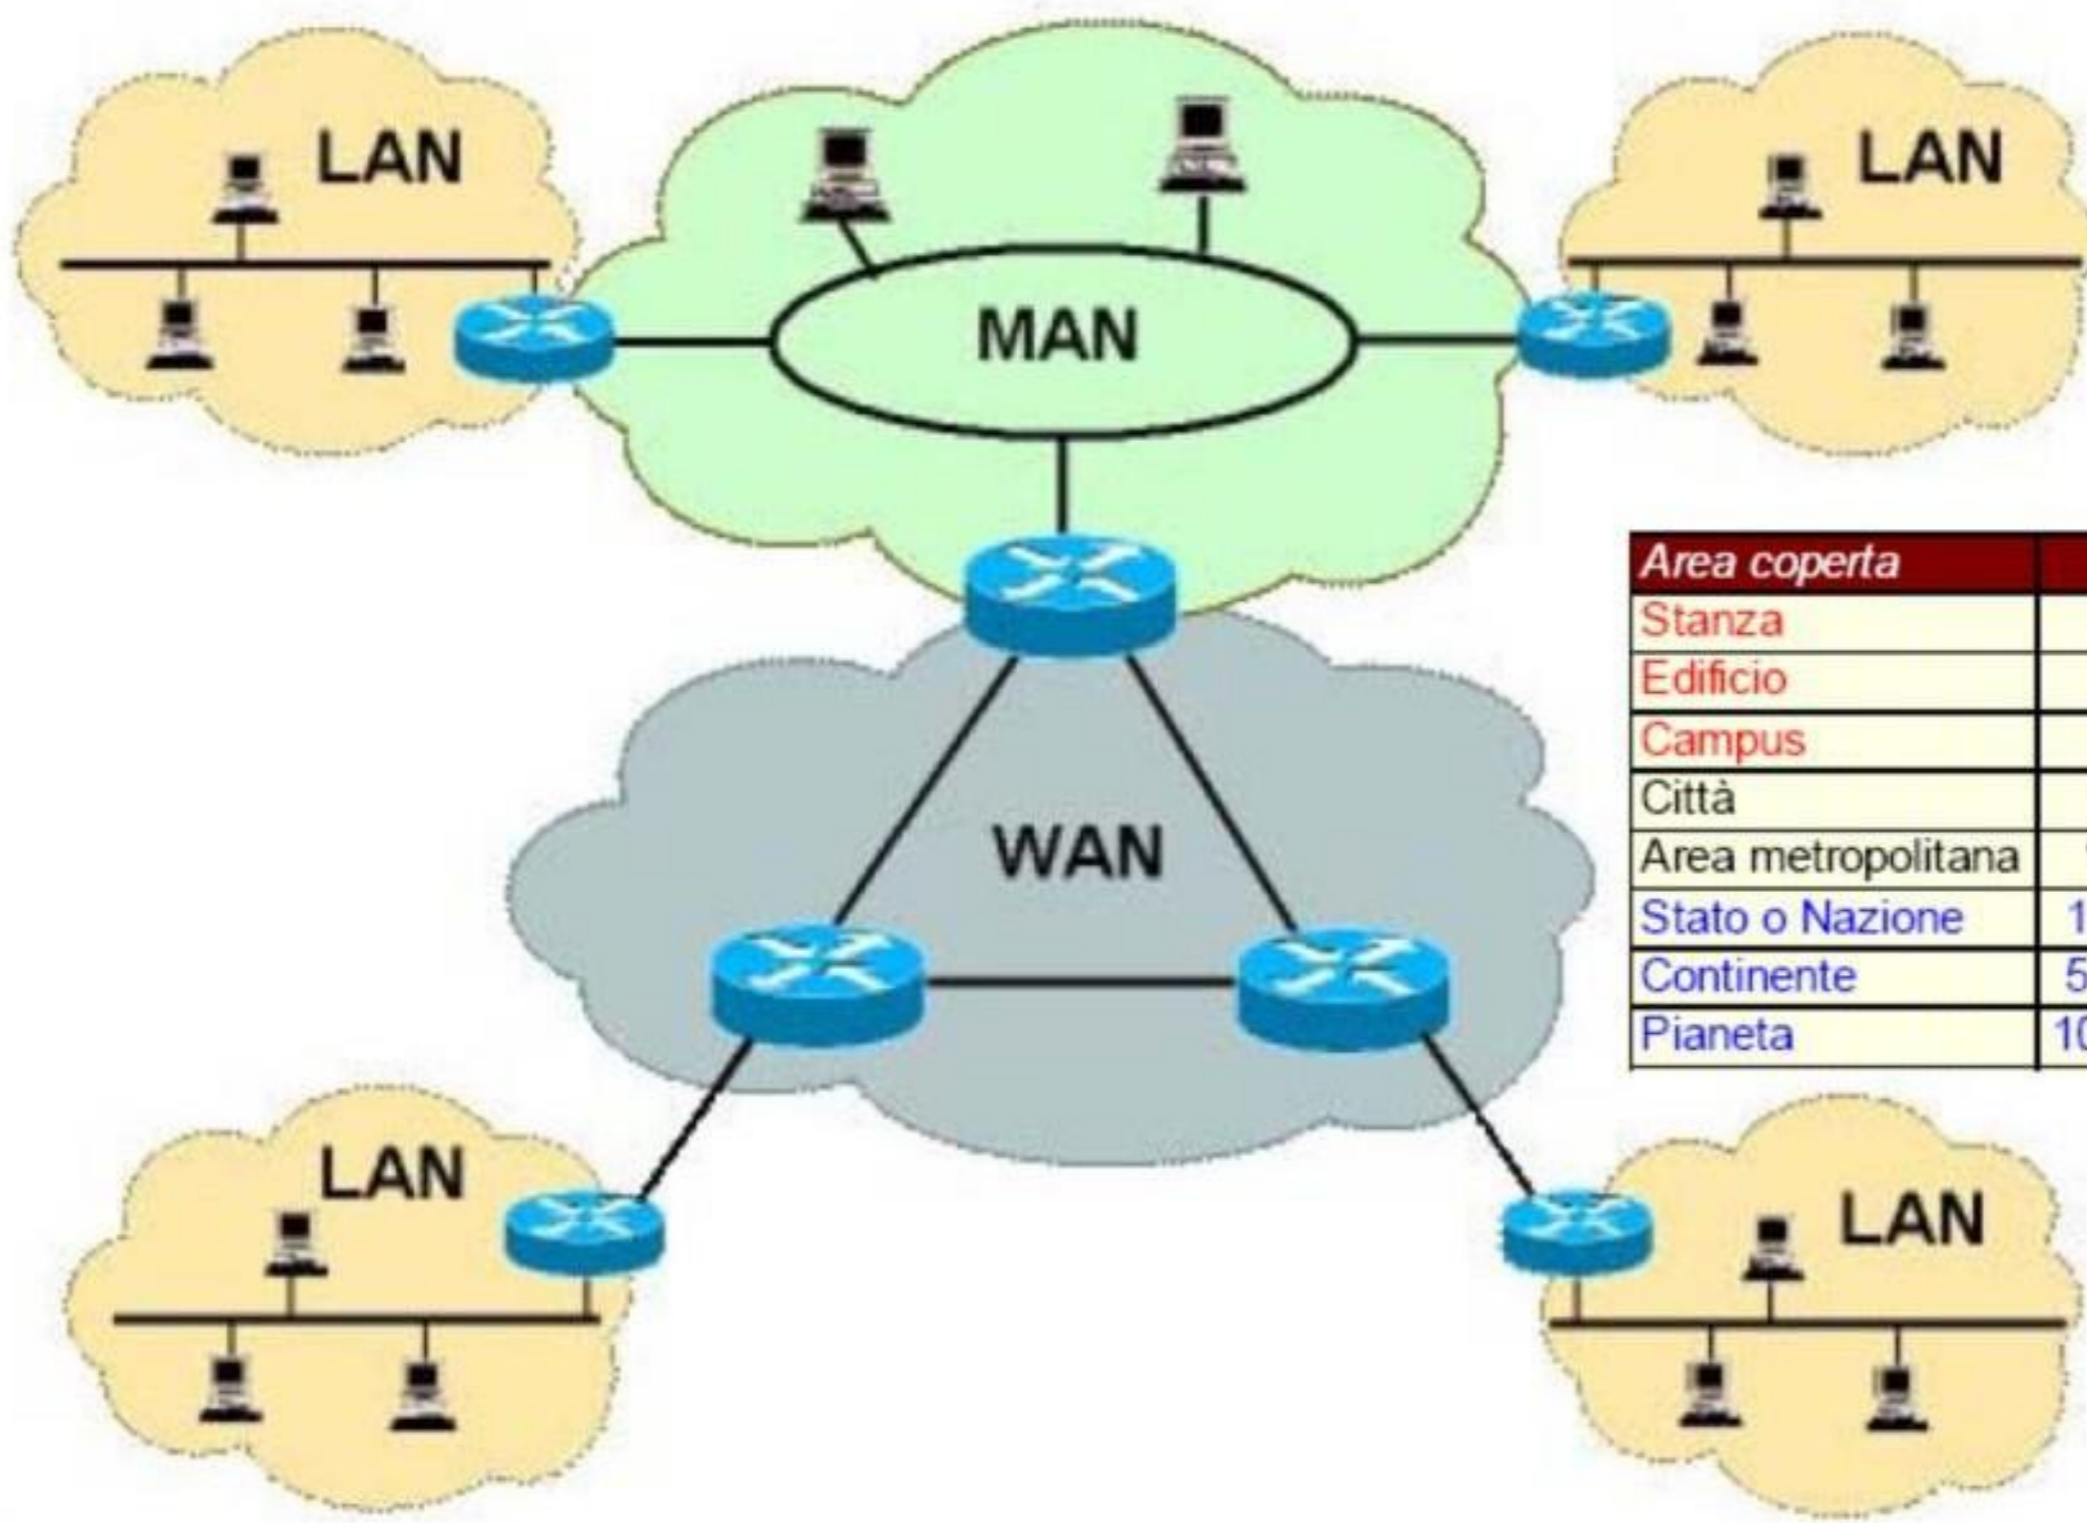 LAN
LAN
MAN
Area coperta
Stanza
Edificio
Campus
Città
Area metropolitana
Stato o Nazione
Continente
Pianeta
WAN
LAN
LAN